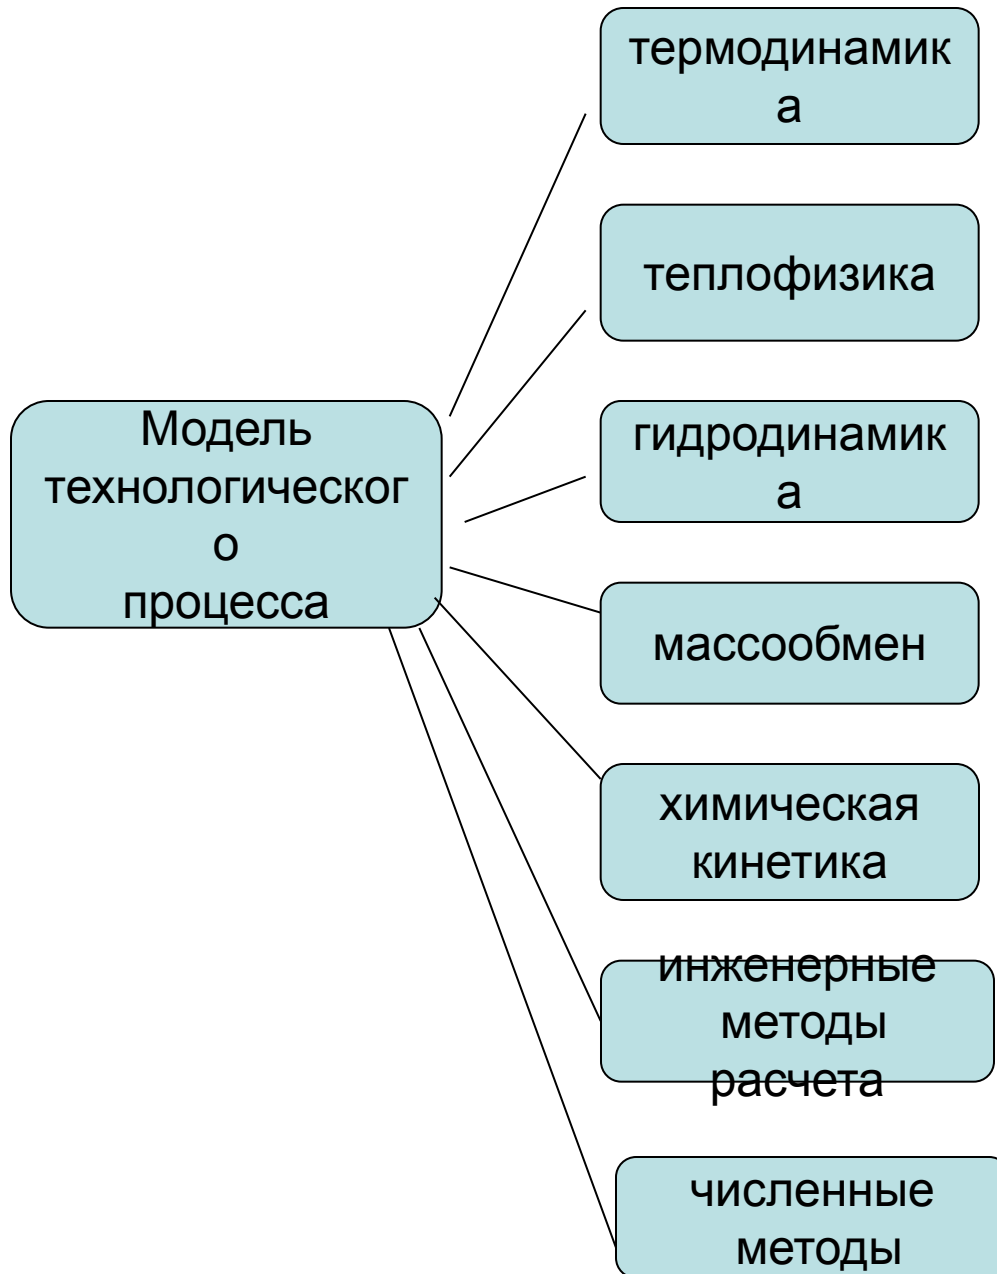 термодинамик
а
теплофизика
Модель
технологическог
о
процесса
гидродинамик
а
массообмен
химическая
кинетика
инженерные
методы
расчета
численные
методы